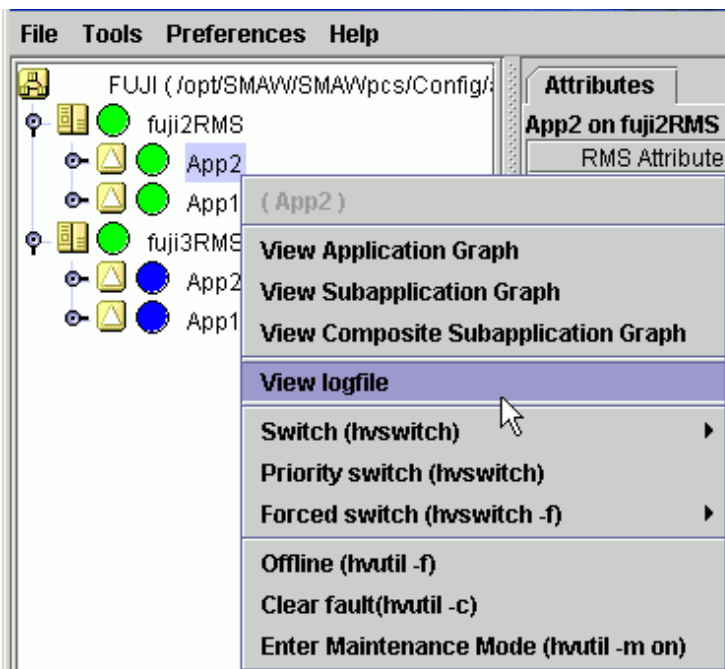 File Tools Preferences Help
FUJI (/opt/SMAW/SMAWpcs/Config/
Attributes
fuji2RMS
App2 on fuji2RMS
App2
RMS Attribute
App1
(App2)
fuji3RMS
View Application Graph
App2
View Subapplication Graph
App1
View Composite Subapplication Graph
View logfile
Switch (hvswitch)
Priority switch (hvswitch)
Forced switch (hvswitch -f)
Offline (hvutil -f)
Clear fault(hvutil -c)
Enter Maintenance Mode (hvutil -m on)